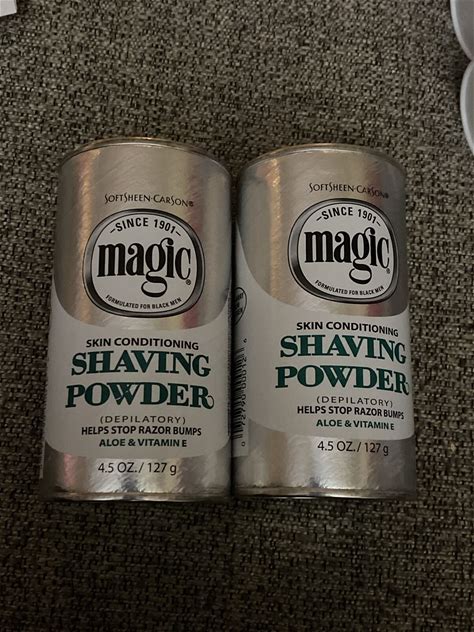 SOFTSHEEN·CARSON®
SINCE 1901
magic®
FORMULATED FOR BLACK MEN
SKIN CONDITIONING
SHAVING
POWDER
(DEPILATORY)
HELPS STOP RAZOR BUMPS
ALOE & VITAMIN E
4.5 OZ./127 g
SOFTSHEEN·CARSON®
SINCE 1901
magic®
FORMULATED FOR BLACK MEN
SKIN CONDITIONING
SHAVING
POWDER
(DEPILATORY)
HELPS STOP RAZOR BUMPS
ALOE & VITAMIN E
4.5 OZ./127 g